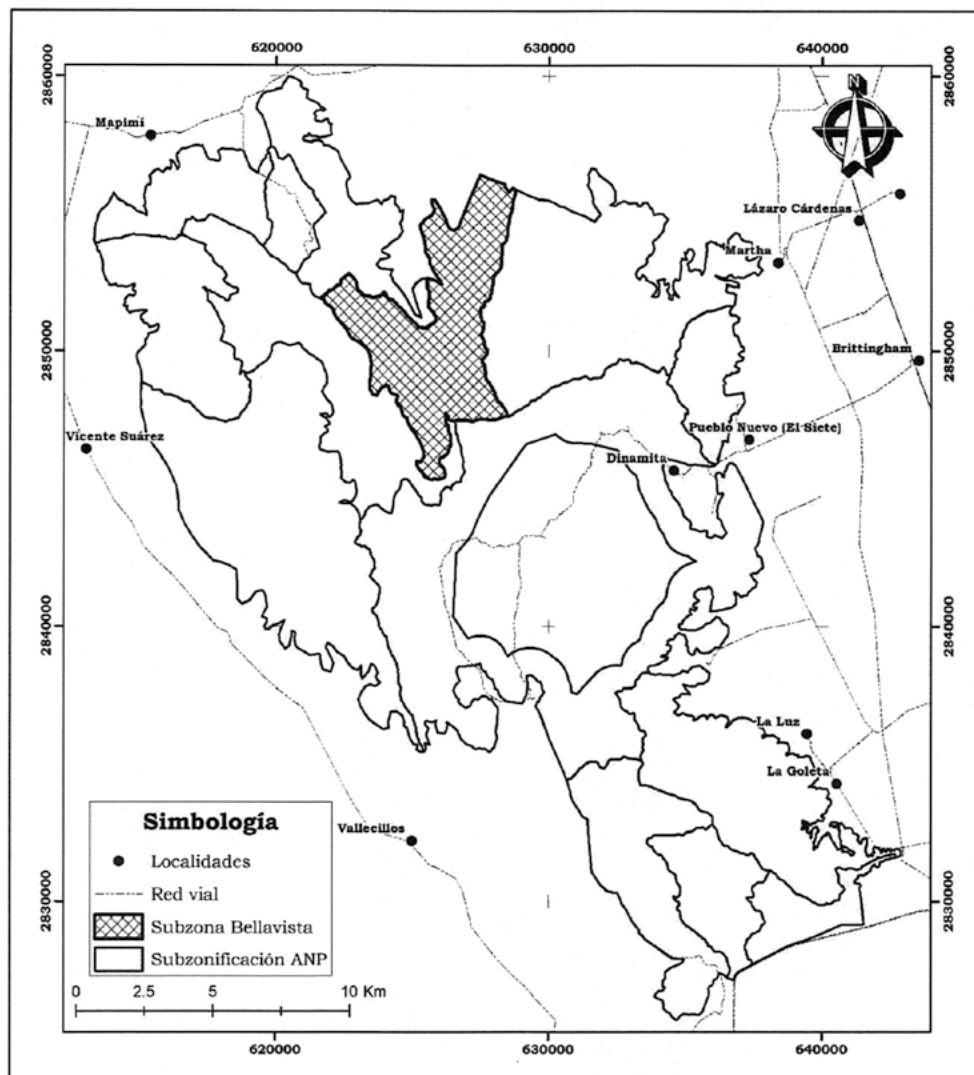 620000
630000
640000
2860000
2860000
N
Mapimí
Lázaro Cárdenas
Martha
2850000
2850000
Brittingham
Vicente Suárez
Pueblo Nuevo (El Siete)
Dinamita
2840000
2840000
La Luz
La Goleta
Vallecillos
2830000
2830000
Simbología
Localidades
Red vial
Subzona Bellavista
Subzonificación ANP
0 2.5 5 10 Km
620000
630000
640000